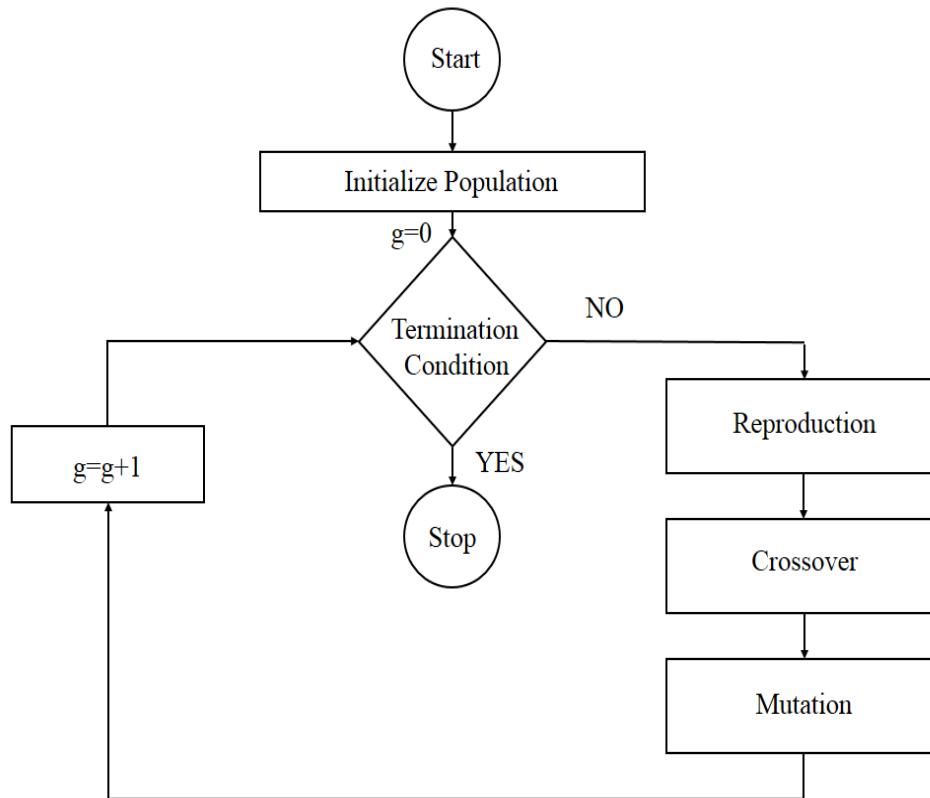 Start
Initialize Population
g=0
NO
Termination
Condition
Reproduction
g=g+1
YES
Stop
Crossover
Mutation